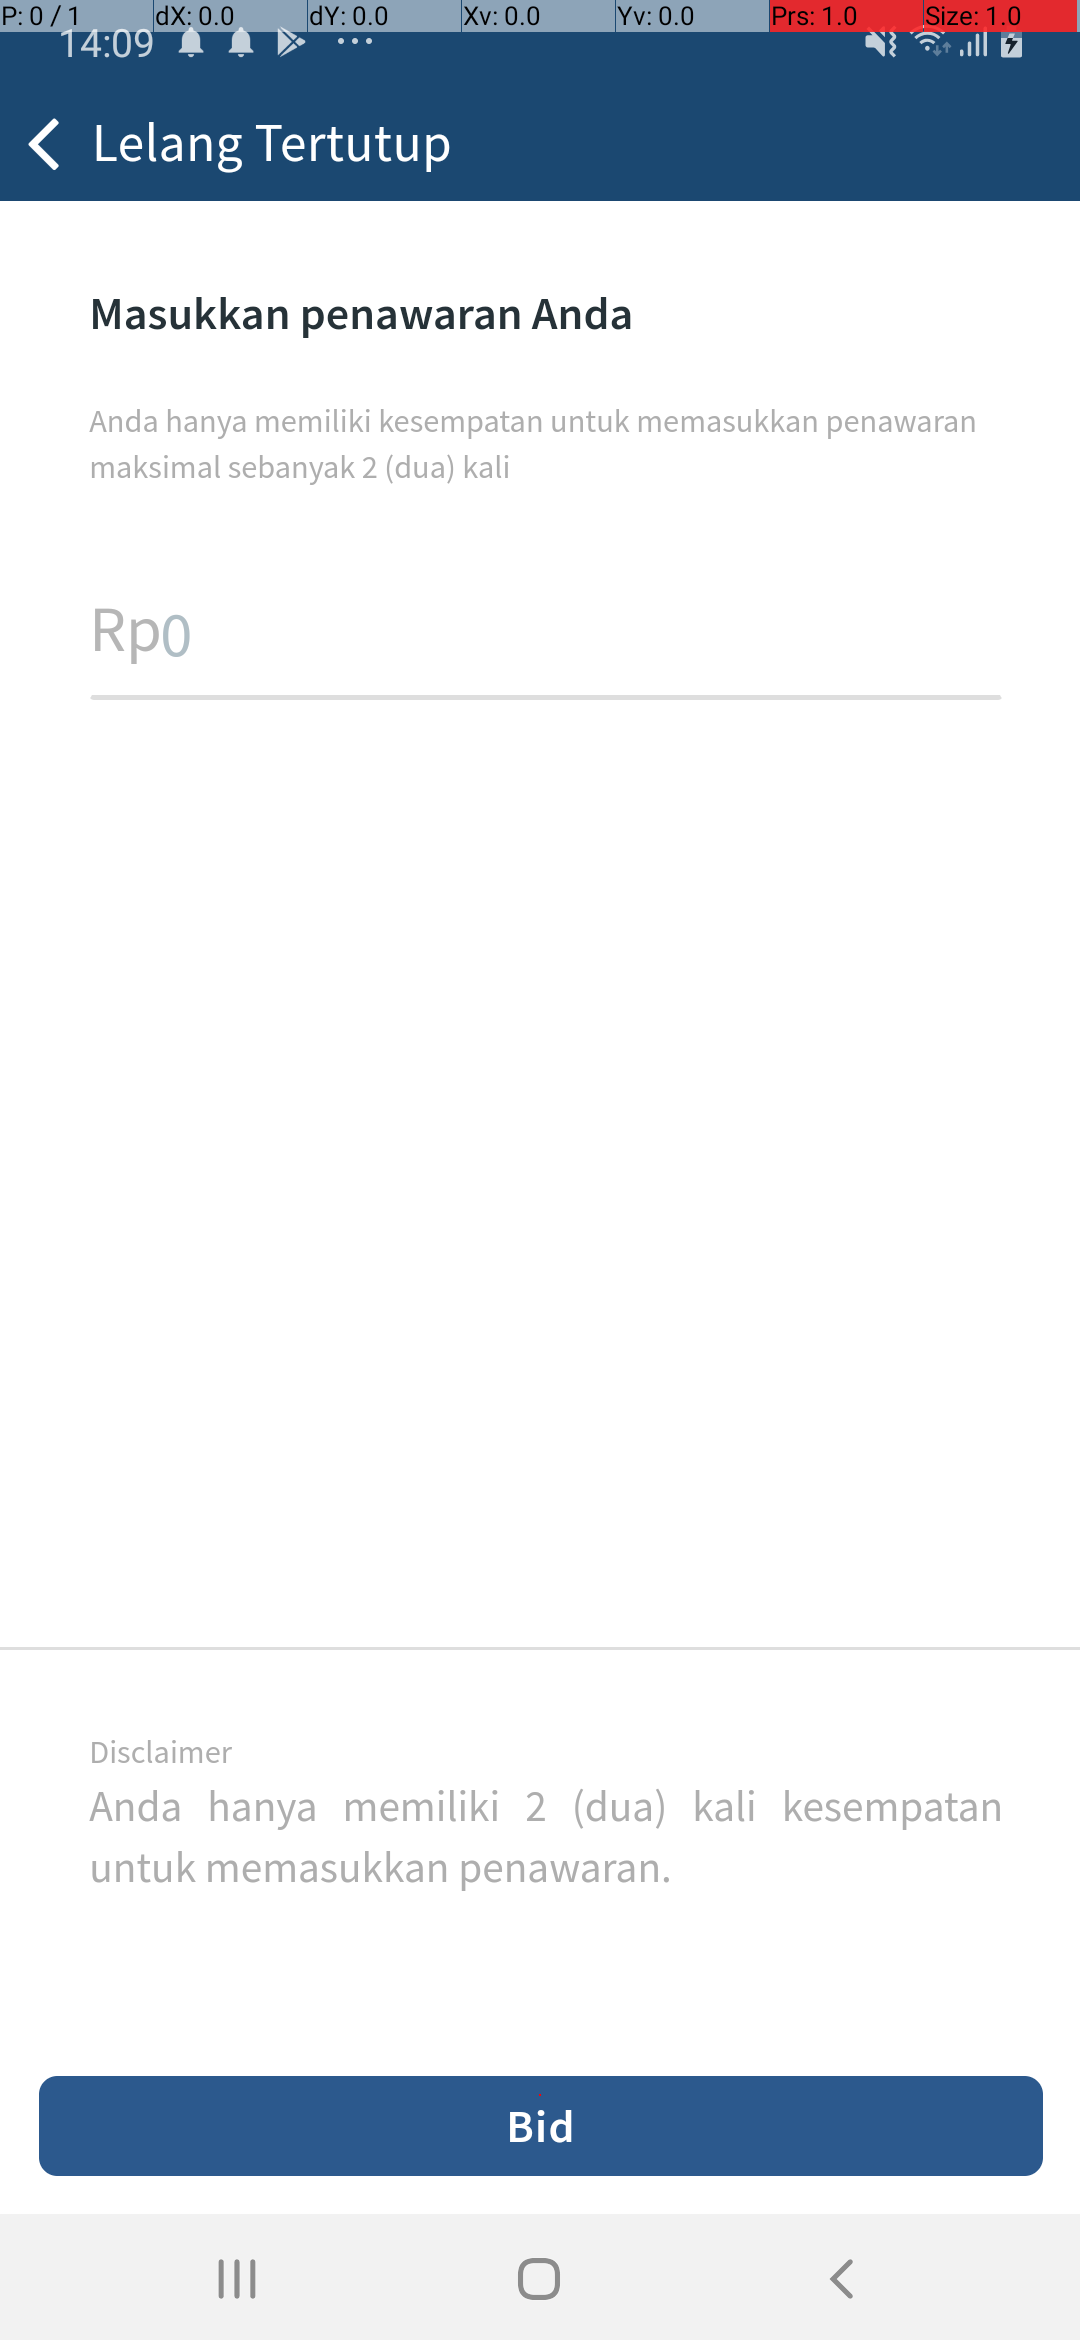 P: 0 / 1 dX: 0.0 dY: 0.0 Xv: 0.0 Yv: 0.0 Prs: 1.0 Size: 1.0
14:09
Lelang Tertutup
Masukkan penawaran Anda
Anda hanya memiliki kesempatan untuk memasukkan penawaran
maksimal sebanyak 2 (dua) kali
Rp0
Disclaimer
Anda hanya memiliki 2 (dua) kali kesempatan
untuk memasukkan penawaran.
Bid